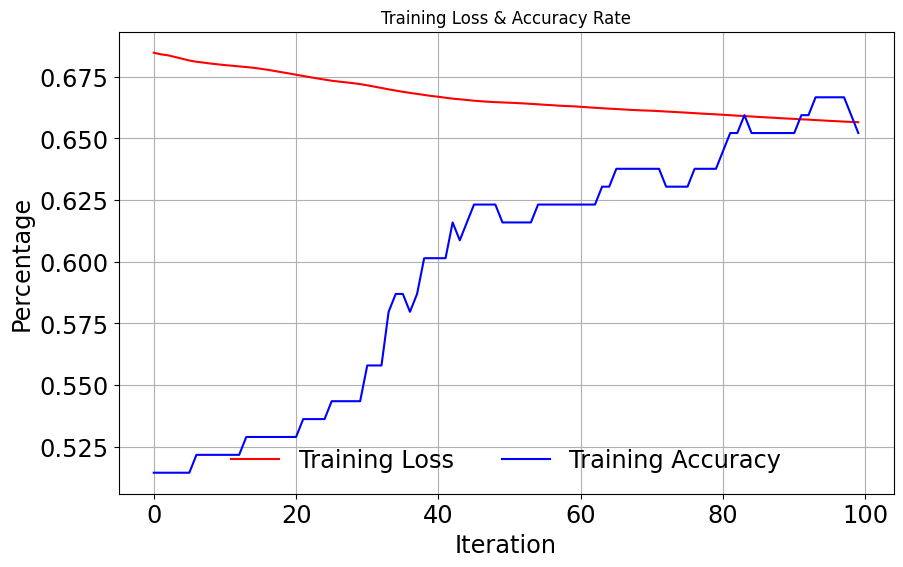 Training Loss & Accuracy Rate
Percentage
0.675
0.650
0.625
0.600
0.575
0.550
0.525
Training Loss
Training Accuracy
0 20 40 60 80 100
Iteration